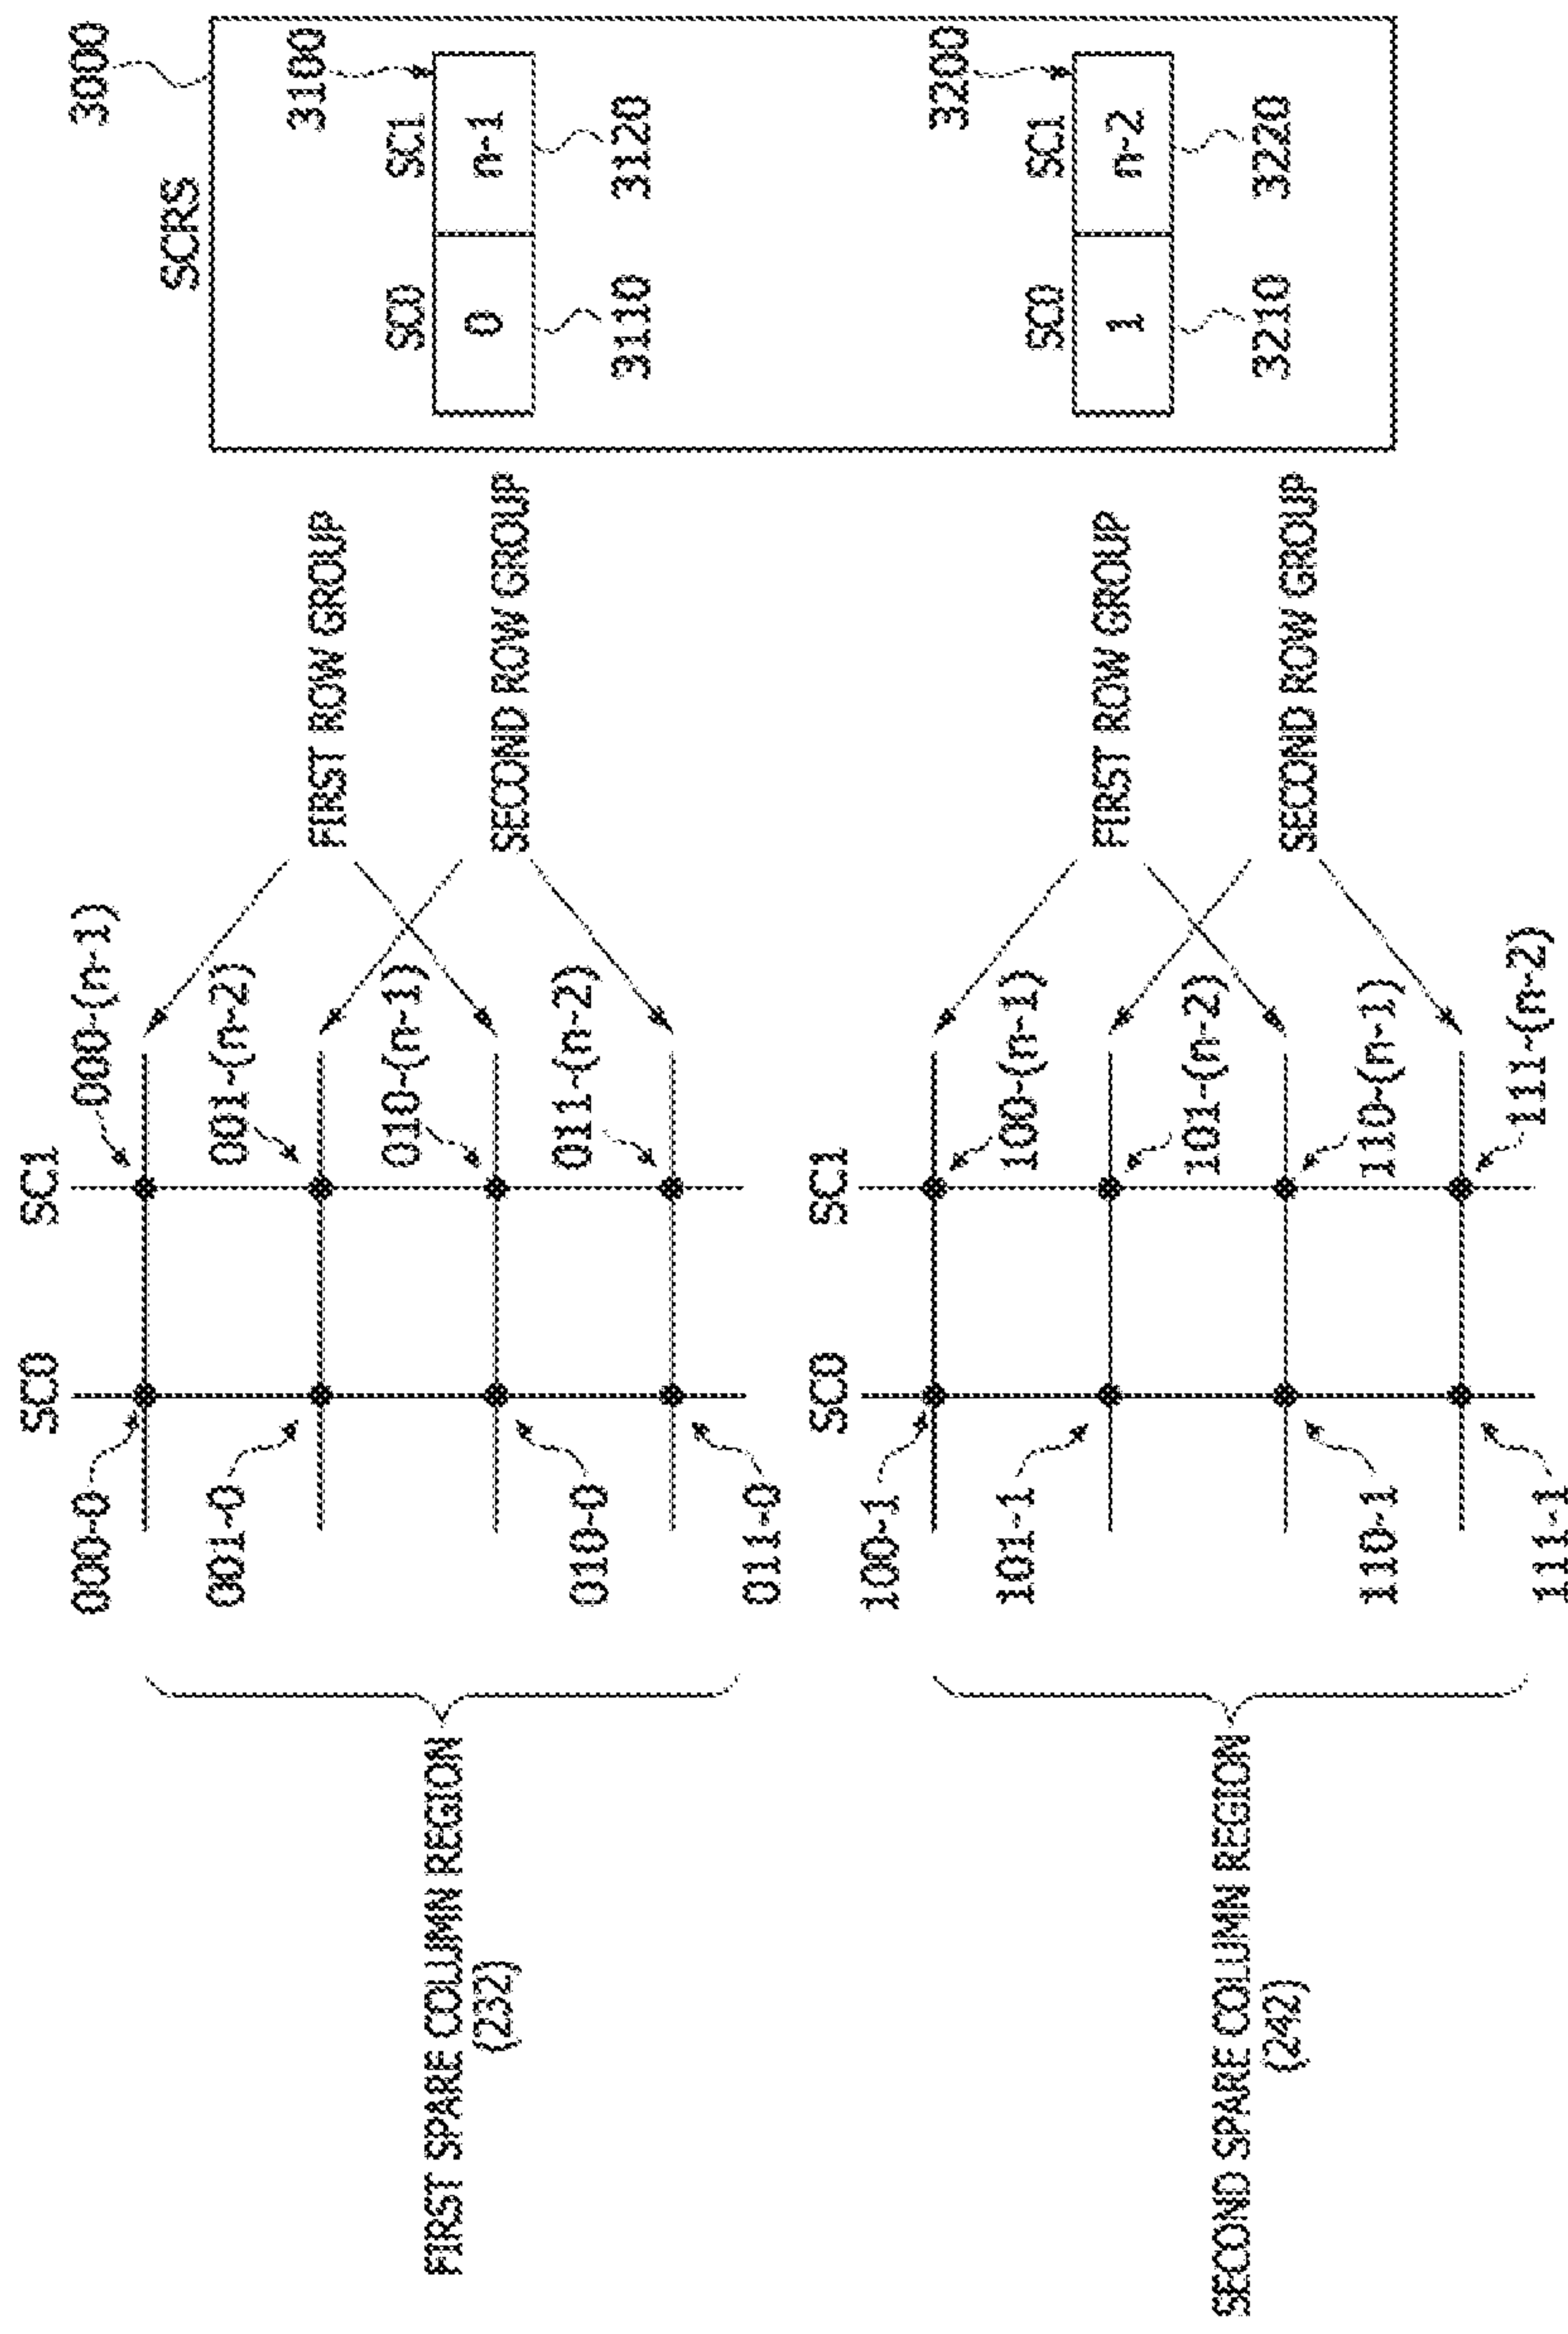 SC0
SC1
000-0
000-(n-1)
001-0
001-(n-2)
010-0
010-(n-1)
011-0
011-(n-2)
FIRST ROW GROUP
SECOND ROW GROUP
FIRST SPARE COLUMN REGION
(232)
SC0
SC1
100-1
100-(n-1)
101-1
101-(n-2)
110-1
110-(n-1)
111-1
111-(n-2)
FIRST ROW GROUP
SECOND ROW GROUP
SECOND SPARE COLUMN REGION
(242)
SCRS
3000
3100
SC0
SC1
0
n-1
3110
3120
3200
SC0
SC1
1
n-2
3210
3220